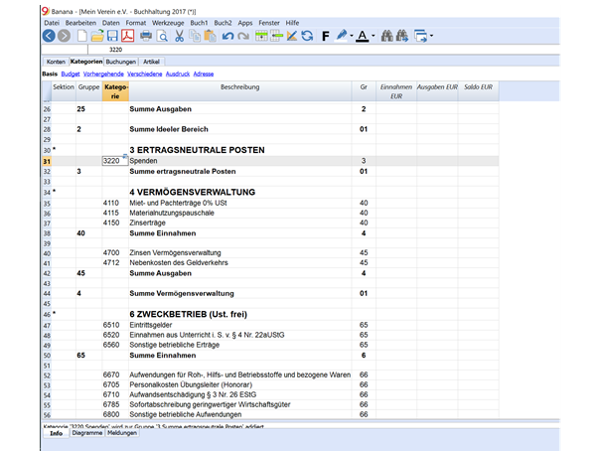 Banana - [Mein Verein e.V. - Buchhaltung 2017 (*)]
Datei Bearbeiten Daten Format Werkzeuge Buch1 Buch2 Apps Fenster Hilfe
3220
Konten Kategorien Buchungen Artikel
Basis Budget Vorhergehende Verschiedene Ausdruck Adresse
Sektion Gruppe Katego- rie Beschreibung Gr Einnahmen EUR Ausgaben EUR Saldo EUR
26 25 Summe Ausgaben 2
27
28 2 Summe Ideeler Bereich 01
29
30 * 3 ERTRAGSNEUTRALE POSTEN
31 3220 Spenden 3
32 3 Summe ertragsneutrale Posten 01
33
34 * 4 VERMÖGENSVERWALTUNG
35 4110 Miet- und Pachterträge 0% USt 40
36 4115 Materialnutzungspauschale 40
37 4150 Zinserträge 40
38 40 Summe Einnahmen 4
39
40 4700 Zinsen Vermögensverwaltung 45
41 4712 Nebenkosten des Geldverkehrs 45
42 45 Summe Ausgaben 4
43
44 4 Summe Vermögensverwaltung 01
45
46 * 6 ZWECKBETRIEB (Ust. frei)
47 6510 Eintrittsgelder 65
48 6520 Einnahmen aus Unterricht i. S. v. § 4 Nr. 22aUStG 65
49 6560 Sonstige betriebliche Erträge 65
50 65 Summe Einnahmen 6
51
52 6670 Aufwendungen für Roh-, Hilfs- und Betriebsstoffe und bezogene Waren 66
53 6705 Personalkosten Übungsleiter (Honorar) 66
54 6710 Aufwandsentschädigung § 3 Nr. 26 EStG 66
55 6785 Sofortabschreibung geringwertiger Wirtschaftsgüter 66
56 6800 Sonstige betriebliche Aufwendungen 66
Kategorie '3220 Spenden' wird zur Gruppe '3 Summe ertragsneutrale Posten' addiert
Info Diagramme Meldungen